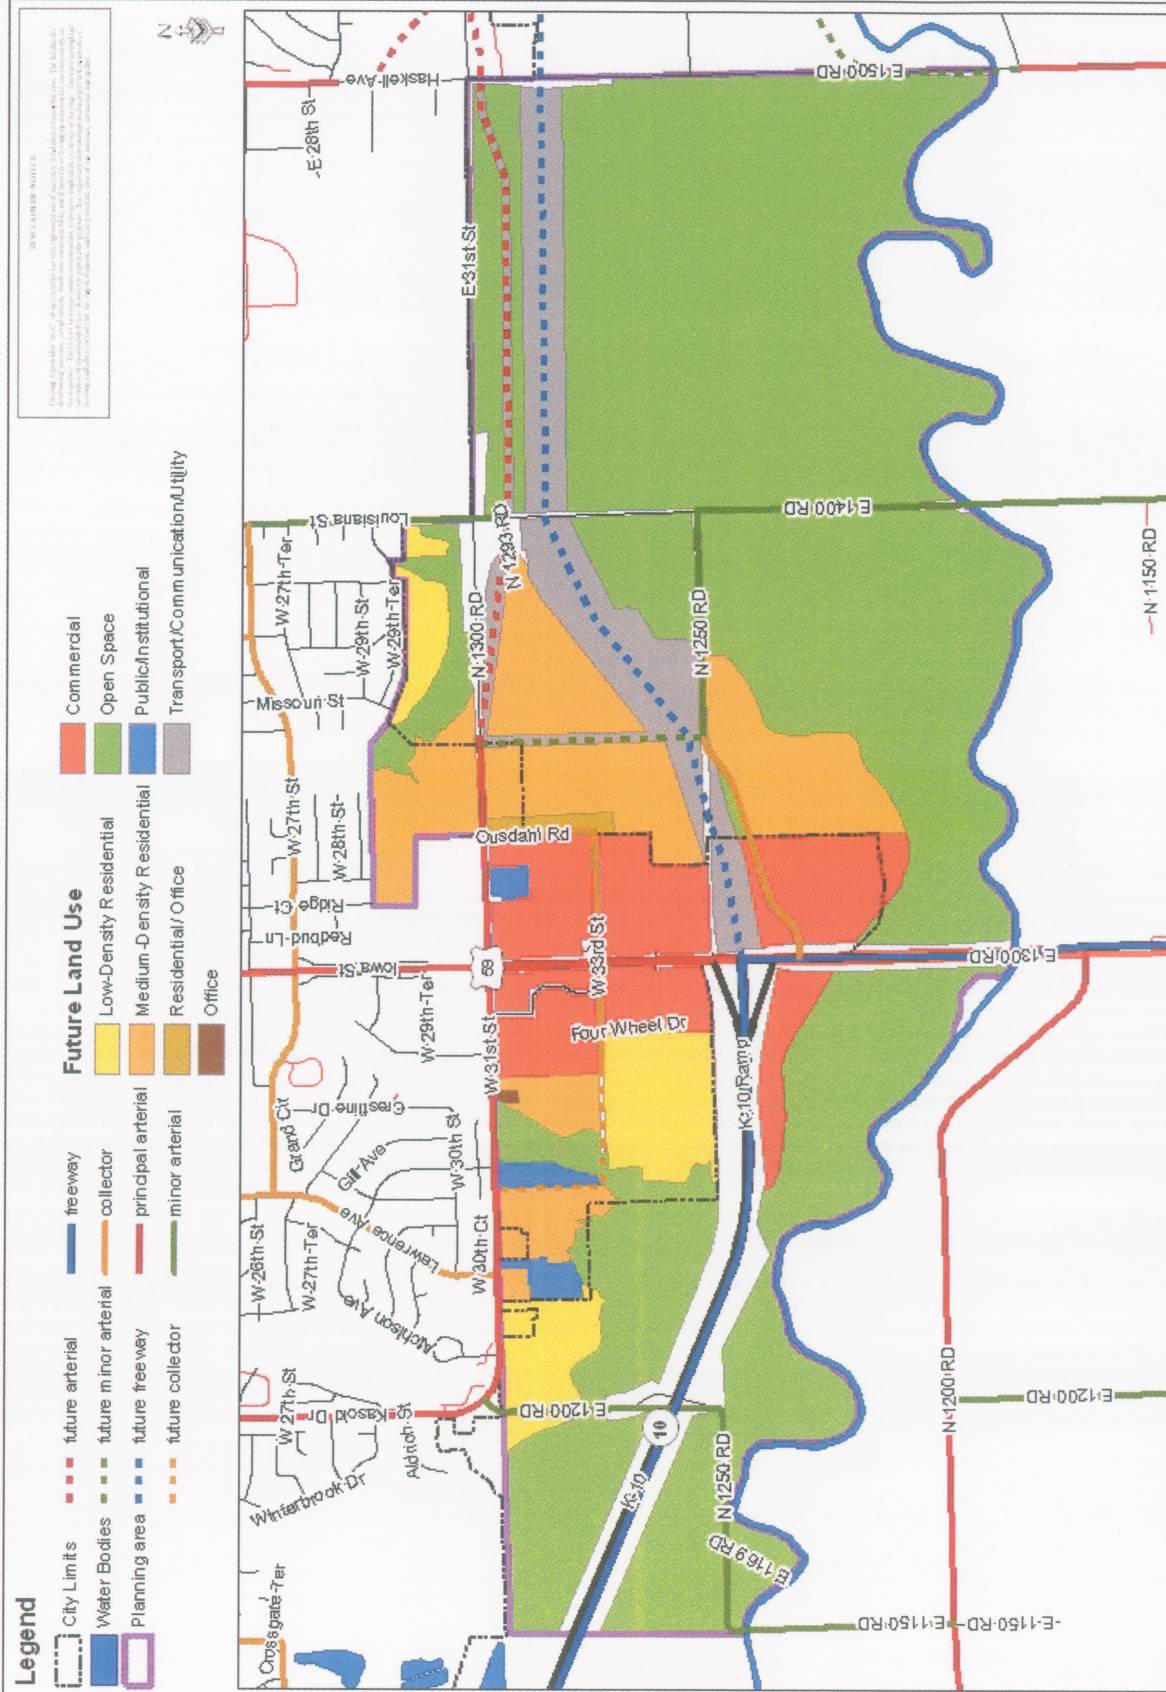 Legend
City Limits
Water Bodies
Planning area
future arterial
future minor arterial
future freeway
future collector
freeway
collector
principal arterial
minor arterial
Future Land Use
Low-Density Residential
Medium-Density Residential
Residential/ Office
Office
Commercial
Open Space
Public/Institutional
Transport/Communication/Utility
DISCLAIMER NOTICE
N
Crossgate Ter
Winterbrook Dr
W 27th St
Kasold Dr
Aldrich St
Atchison Ave
W 26th St
W 27th Ter
Lawrence Ave
Gill Ave
Grand Cir
Crestline Dr
W 30th St
W 30th Ct
W 29th Ter
W 31st St
Iowa St
Redbud Ln
Ridge Ct
W 27th St
W 28th St
Missouri St
W 27th Ter
W 29th St
W 29th Ter
Louisiana St
E 28th St
Haskell Ave
E 31st St
N 1300 RD
N 1293 RD
Ousdahl Rd
59
W 33rd St
Four Wheel Dr
K-10 Ramp
K-10
10
E 1200 RD
N 1250 RD
E 1169 RD
E 1150 RD
E 1150 RD
N 1200 RD
E 1200 RD
E 1300 RD
N 1250 RD
E 1400 RD
N 1150 RD
E 1500 RD